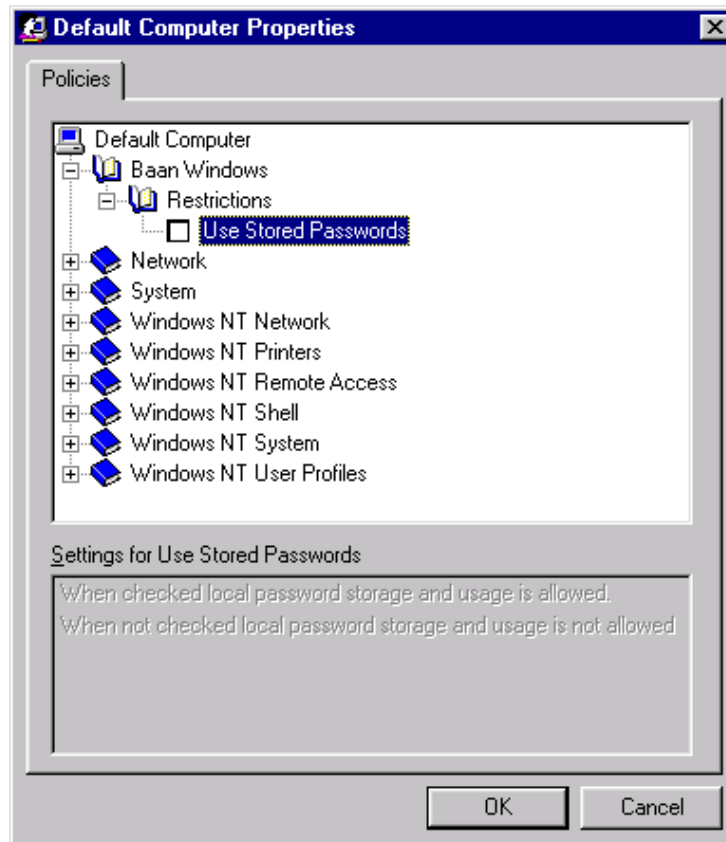 Default Computer Properties
Policies
Default Computer
Baan Windows
Restrictions
Use Stored Passwords
Network
System
Windows NT Network
Windows NT Printers
Windows NT Remote Access
Windows NT Shell
Windows NT System
Windows NT User Profiles
Settings for Use Stored Passwords
When checked local password storage and usage is allowed.
When not checked local password storage and usage is not allowed
OK Cancel